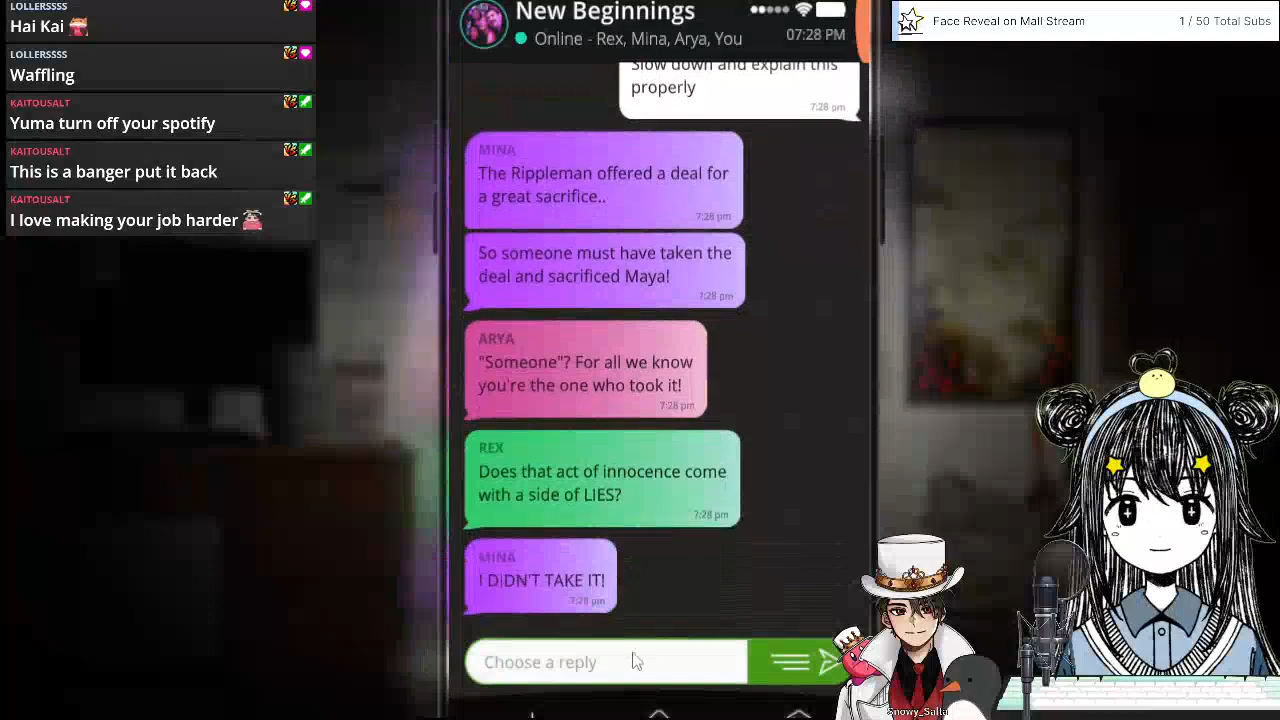 LOLLERSSSS
Hai Kai
LOLLERSSSS
Waffling
KAITOUSALT
Yuma turn off your spotify
KAITOUSALT
This is a banger put it back
KAITOUSALT
I love making your job harder
New Beginnings
Online - Rex, Mina, Arya, You
07:28 PM
Slow down and explain this
properly
7:28 pm
MINA
The Rippleman offered a deal for
a great sacrifice..
7:28 pm
So someone must have taken the
deal and sacrificed Maya!
7:28 pm
ARYA
"Someone"? For all we know
you're the one who took it!
7:28 pm
REX
Does that act of innocence come
with a side of LIES?
7:28 pm
MINA
I DIDN'T TAKE IT!
7:28 pm
Choose a reply
Face Reveal on Mall Stream
1 / 50 Total Subs